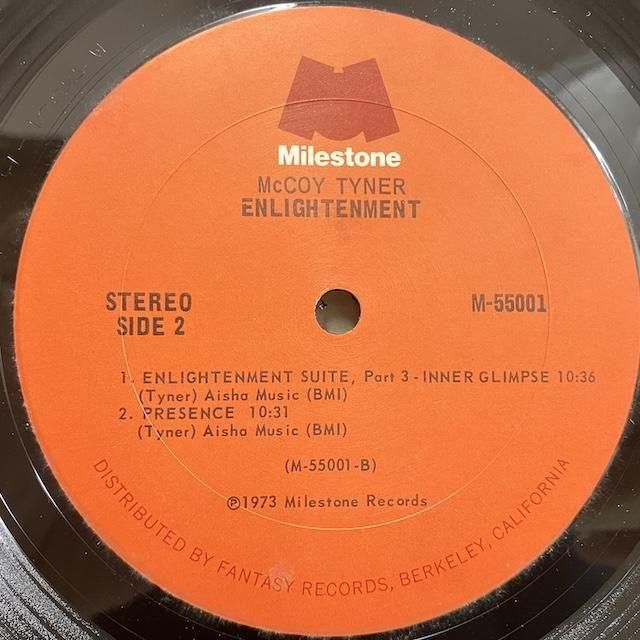 Milestone
McCOY TYNER
ENLIGHTENMENT
STEREO
SIDE 2
M-55001
1. ENLIGHTENMENT SUITE, Part 3 - INNER GLIMPSE 10:36
(Tyner) Aisha Music (BMI)
2. PRESENCE 10:31
(Tyner) Aisha Music (BMI)
(M-55001-B)
℗1973 Milestone Records
DISTRIBUTED BY FANTASY RECORDS, BERKELEY, CALIFORNIA